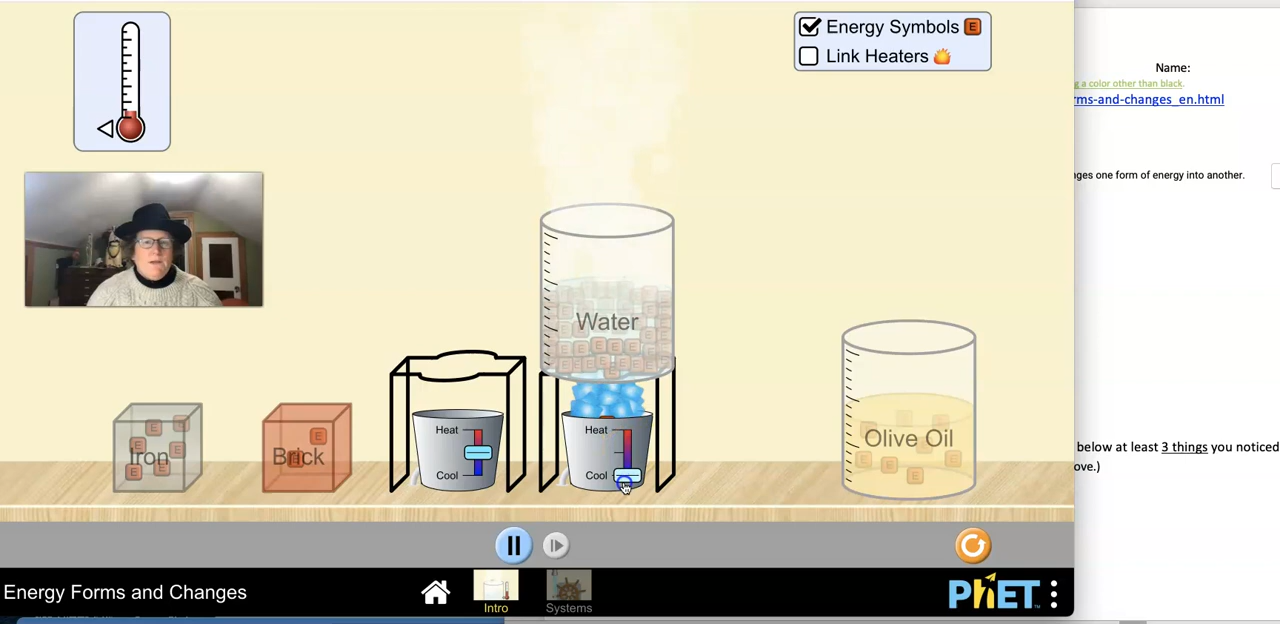 Energy Symbols E
Link Heaters
Name:
g a color other than black.
rms-and-changes_en.html
nges one form of energy into another.
Water
Iron
Brick
Heat
Cool
Heat
Cool
Olive Oil
below at least 3 things you noticed
ove.)
Energy Forms and Changes
Intro
Systems
PhET